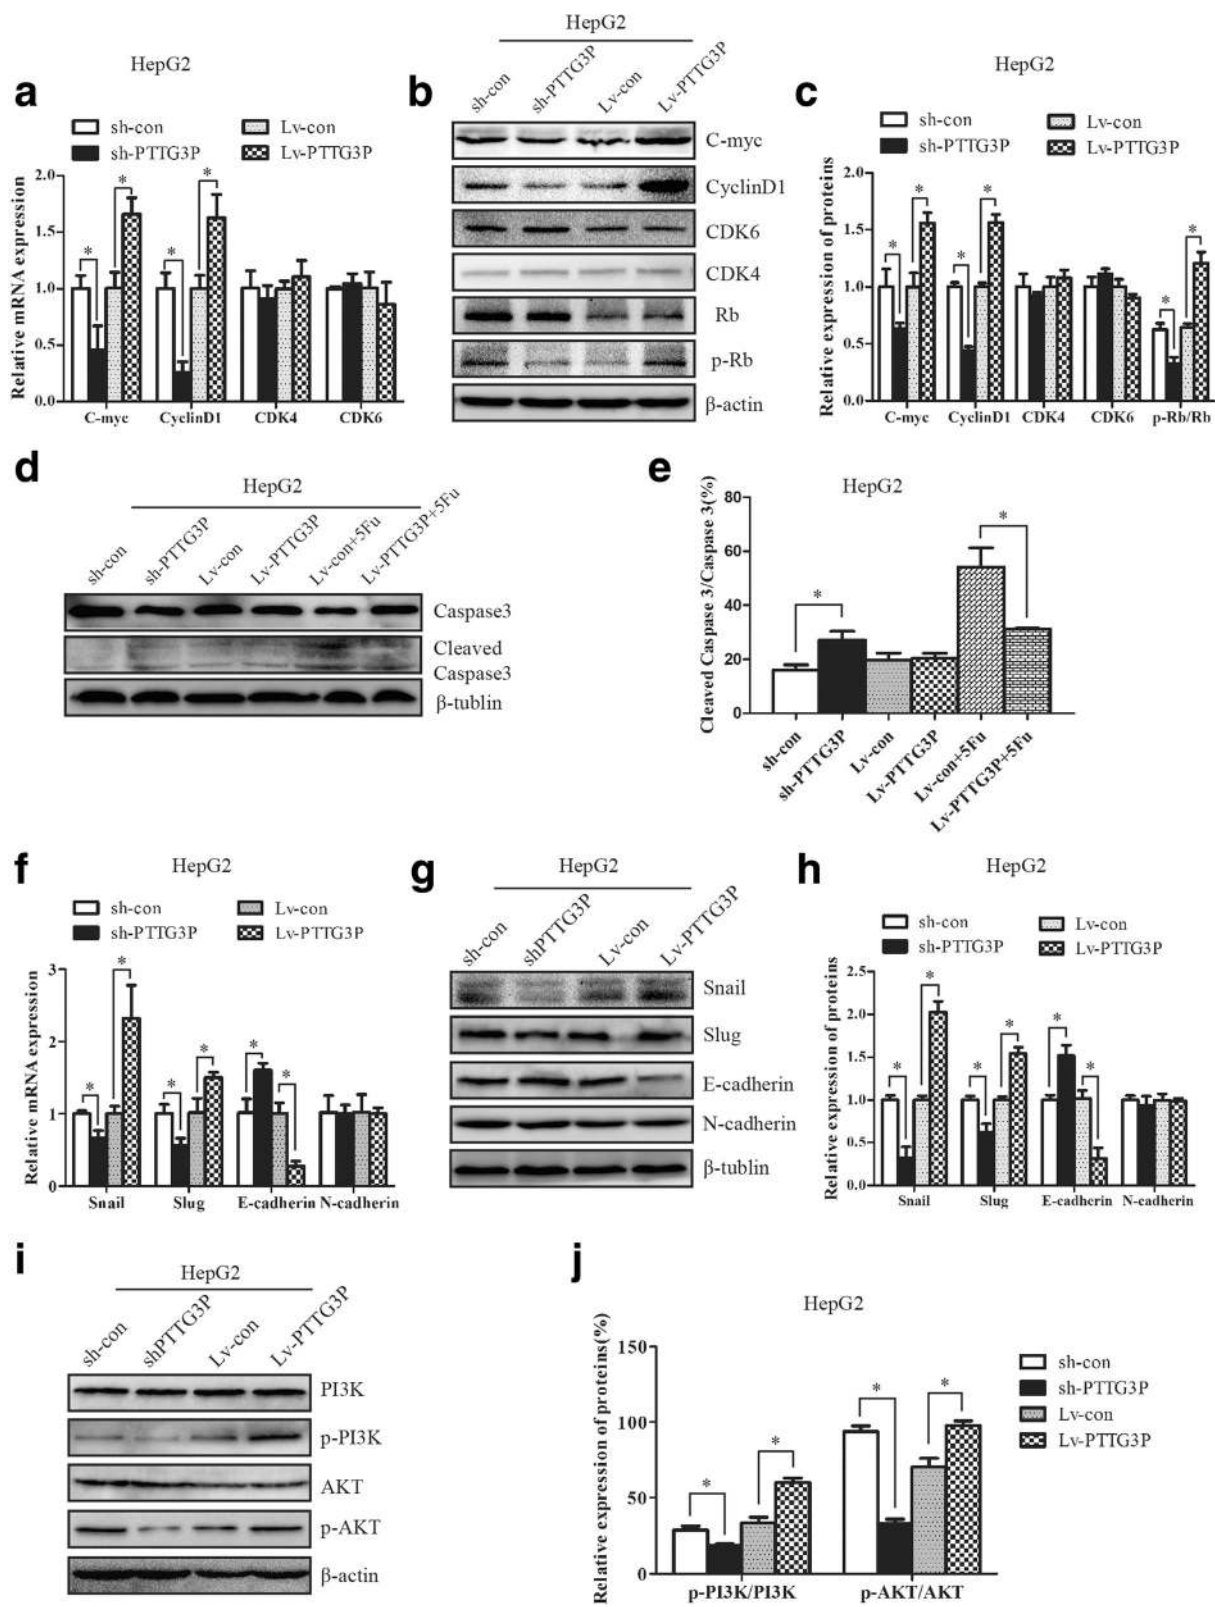 a
HepG2
sh-con
Lv-con
sh-PTTG3P
Lv-PTTG3P
Relative mRNA expression
2.0
1.5
1.0
0.5
0.0
* * * *
C-myc CyclinD1 CDK4 CDK6
b
HepG2
sh-con sh-PTTG3P Lv-con Lv-PTTG3P
C-myc
CyclinD1
CDK6
CDK4
Rb
p-Rb
β-actin
c
HepG2
sh-con
Lv-con
sh-PTTG3P
Lv-PTTG3P
Relative expression of proteins
2.0
1.5
1.0
0.5
0.0
* * * * * *
C-myc CyclinD1 CDK4 CDK6 p-Rb/Rb
d
HepG2
sh-con sh-PTTG3P Lv-con Lv-PTTG3P Lv-con+5Fu Lv-PTTG3P+5Fu
Caspase3
Cleaved
Caspase3
β-tublin
e
HepG2
Cleaved Caspase 3/Caspase 3(%)
80
60
40
20
0
* *
sh-con sh-PTTG3P Lv-con Lv-PTTG3P Lv-con+5Fu Lv-PTTG3P+5Fu
f
HepG2
sh-con
Lv-con
sh-PTTG3P
Lv-PTTG3P
Relative mRNA expression
3
2
1
0
* * * * * *
Snail Slug E-cadherin N-cadherin
g
HepG2
sh-con shPTTG3P Lv-con Lv-PTTG3P
Snail
Slug
E-cadherin
N-cadherin
β-tublin
h
HepG2
sh-con
Lv-con
sh-PTTG3P
Lv-PTTG3P
Relative expression of proteins
2.5
2.0
1.5
1.0
0.5
0.0
* * * * * *
Snail Slug E-cadherin N-cadherin
i
HepG2
sh-con shPTTG3P Lv-con Lv-PTTG3P
PI3K
p-PI3K
AKT
p-AKT
β-actin
j
HepG2
Relative expression of proteins(%)
150
100
50
0
* * * *
p-PI3K/PI3K p-AKT/AKT
sh-con
sh-PTTG3P
Lv-con
Lv-PTTG3P